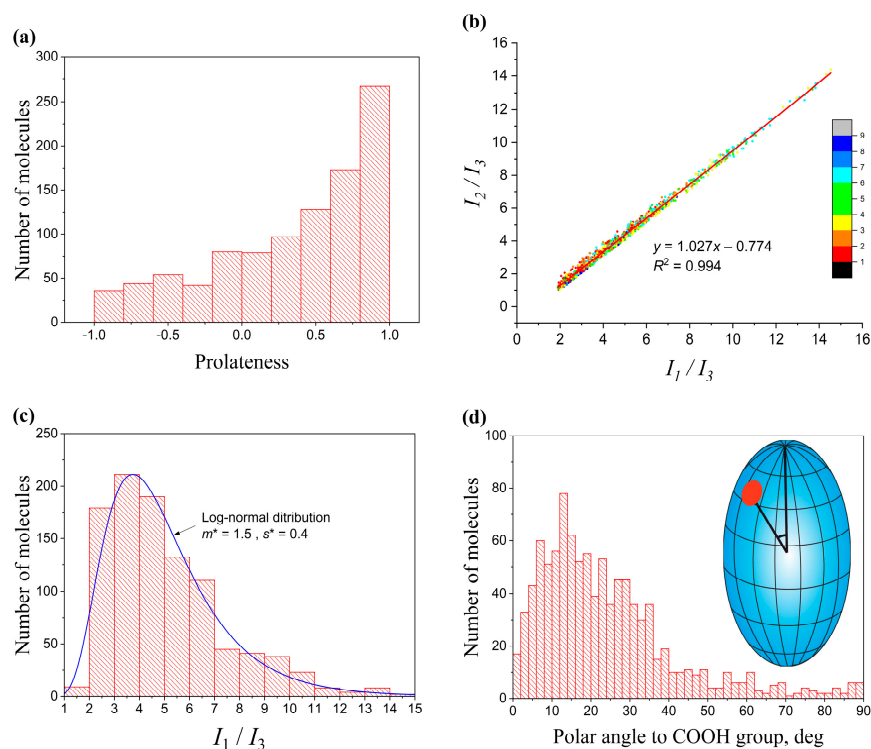 (a)
300
250
200
150
100
50
0
Number of molecules
-1.0
-0.5
0.0
0.5
1.0
Prolateness
(b)
16
14
12
10
8
6
4
2
0
I2 / I3
y = 1.027x – 0.774
R² = 0.994
9
8
7
6
5
4
3
2
1
0 2 4 6 8 10 12 14 16
I1 / I3
(c)
250
200
150
100
50
0
Number of molecules
Log-normal ditribution
m* = 1.5 , s* = 0.4
1 2 3 4 5 6 7 8 9 10 11 12 13 14 15
I1 / I3
(d)
100
80
60
40
20
0
Number of molecules
0 10 20 30 40 50 60 70 80 90
Polar angle to COOH group, deg